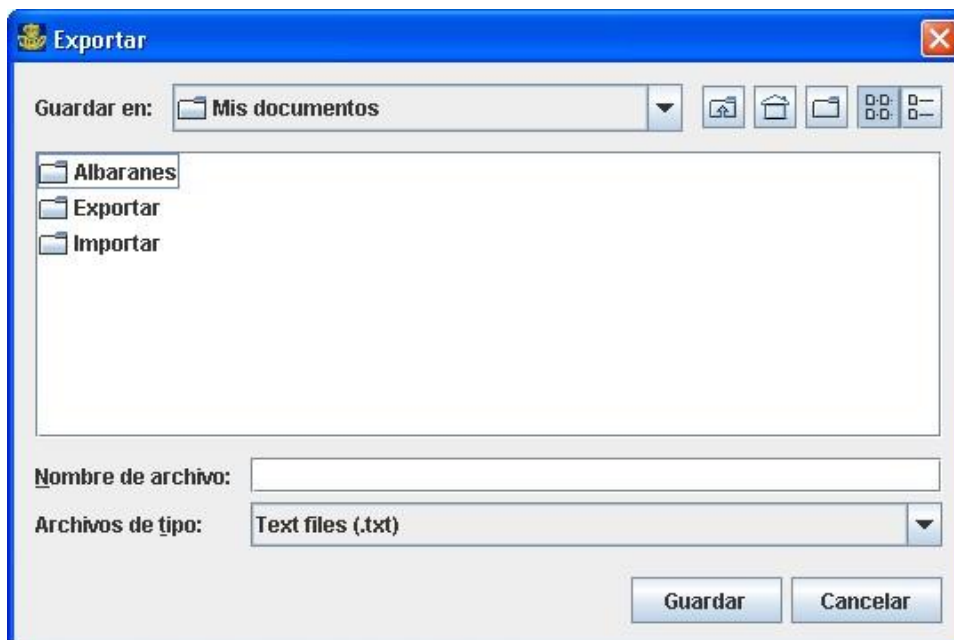 Exportar
Guardar en: Mis documentos
Albaranes
Exportar
Importar
Nombre de archivo:
Archivos de tipo: Text files (.txt)
Guardar Cancelar